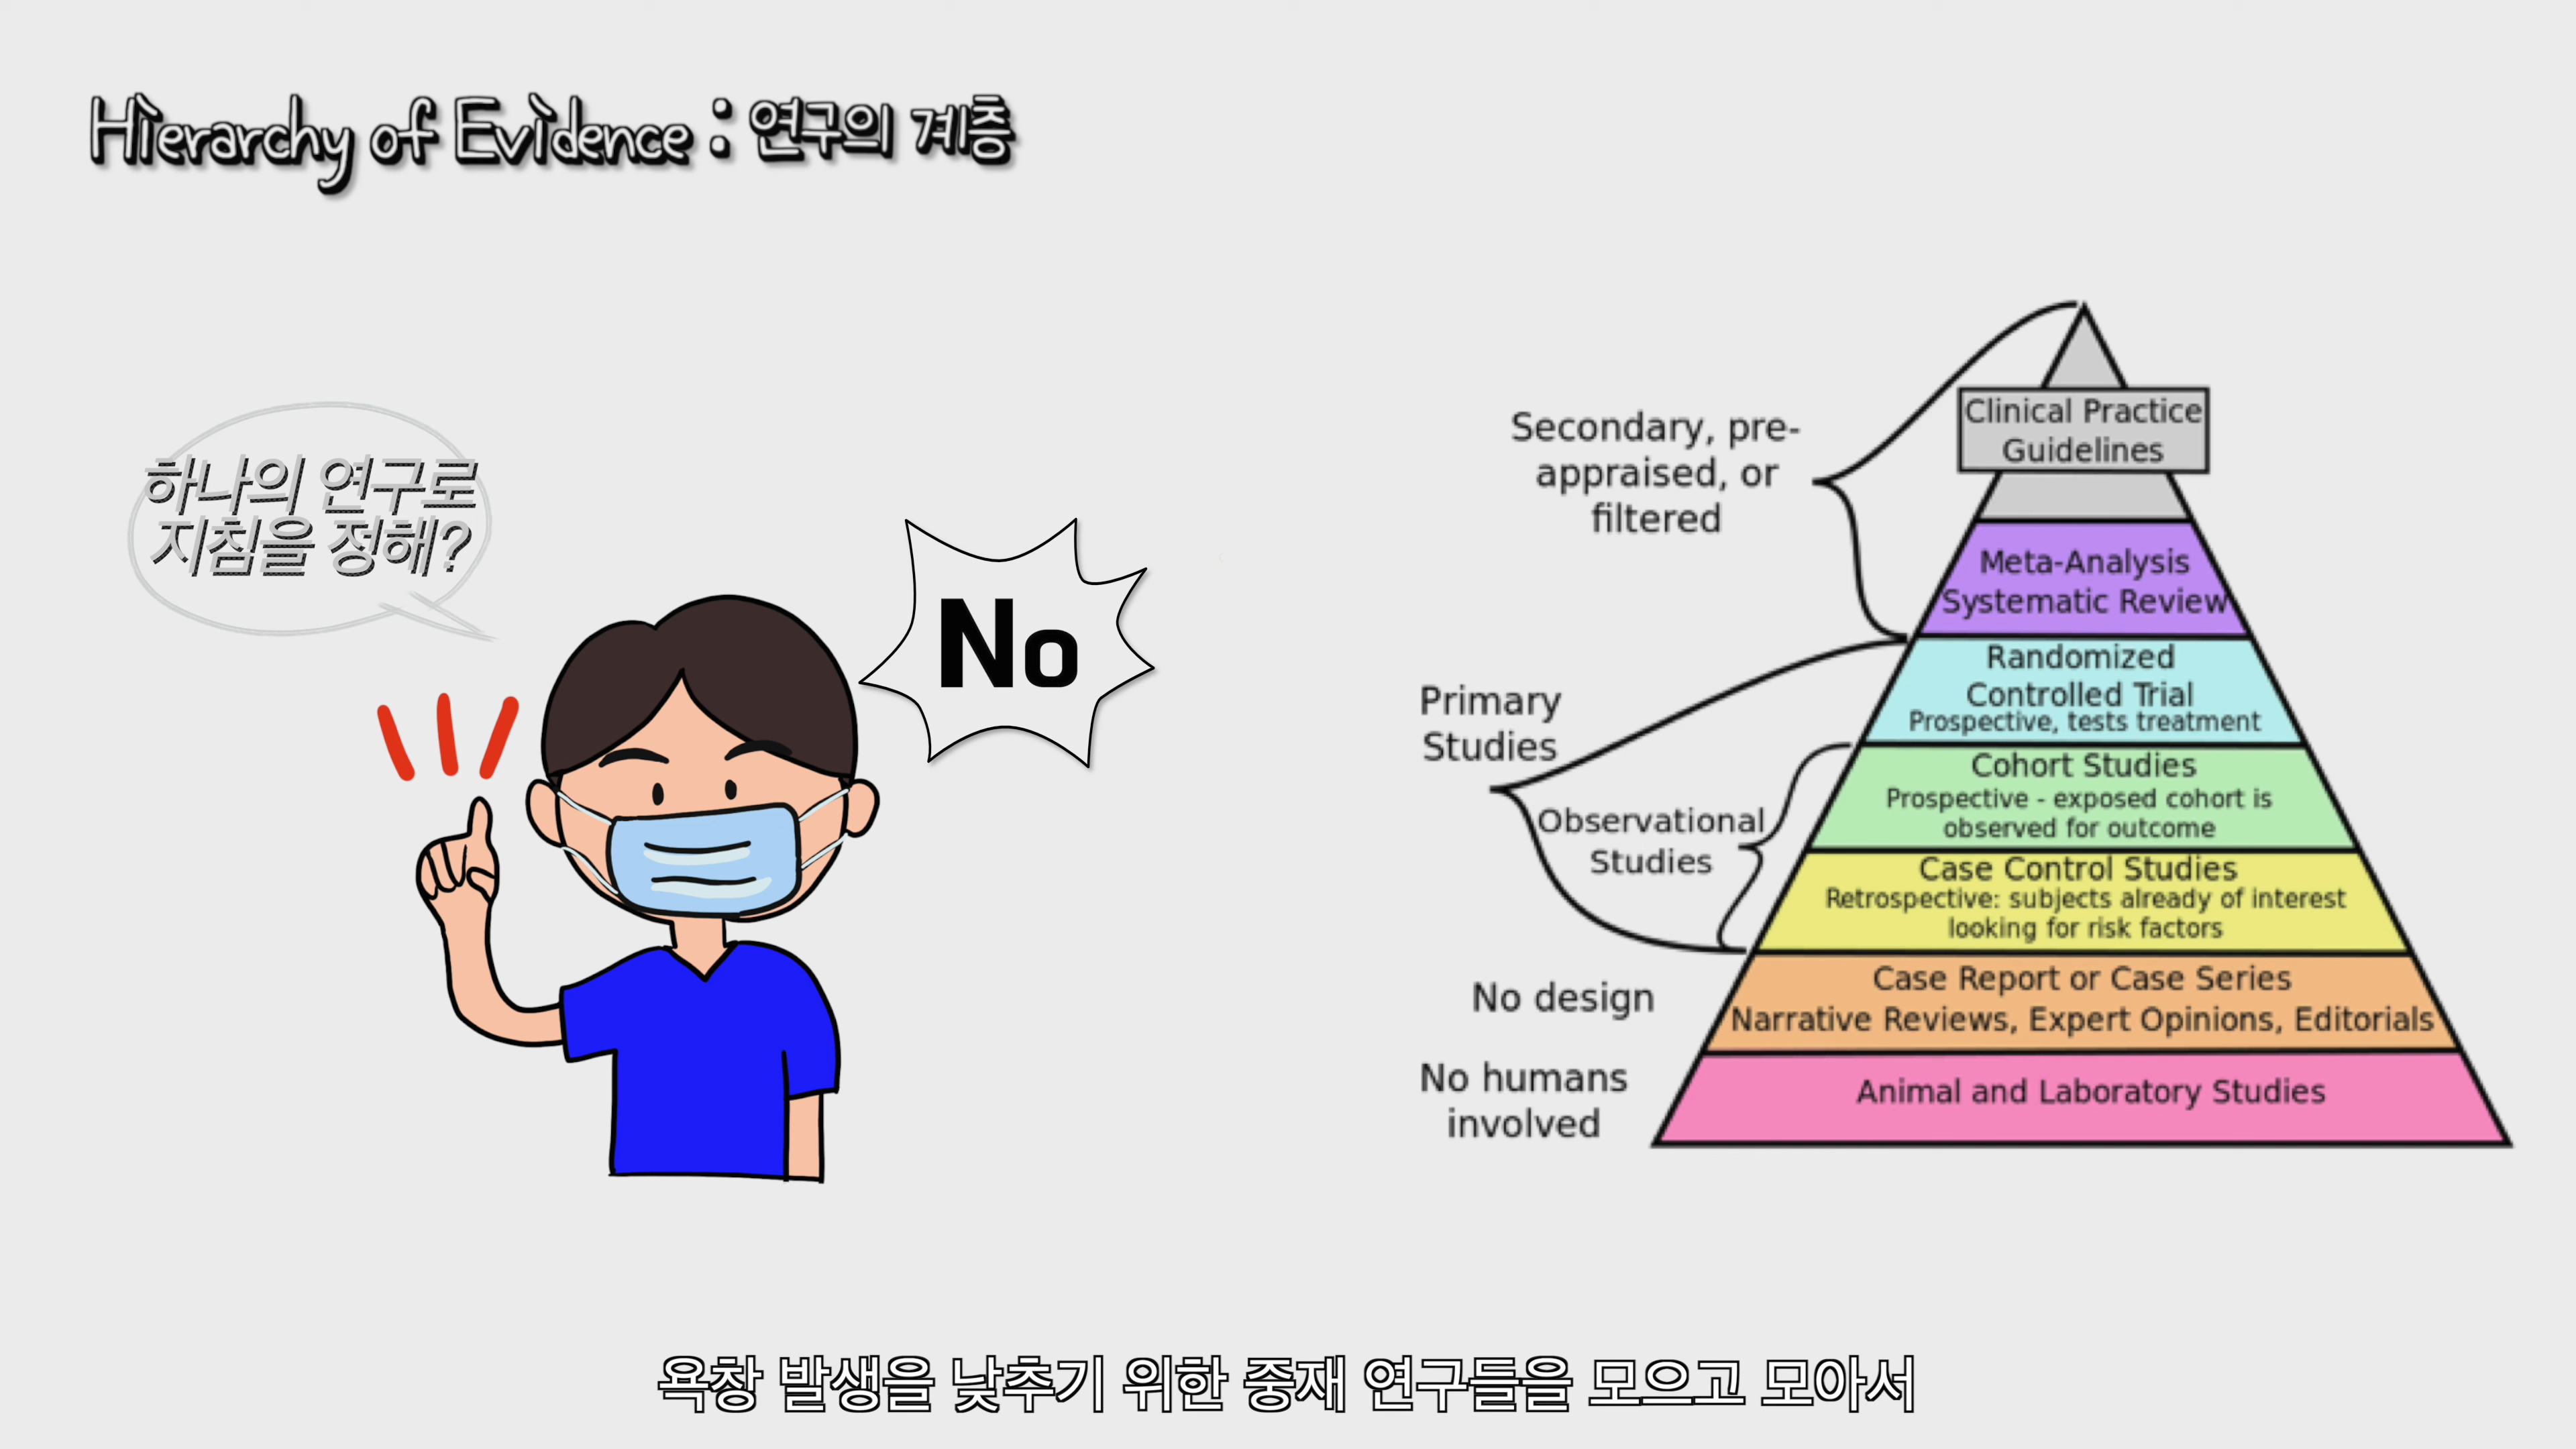 Hierarchy of Evidence : 연구의 계층
하나의 연구로
지침을 정해?
No
Secondary, pre-
appraised, or
filtered
Primary
Studies
Observational
Studies
No design
No humans
involved
Clinical Practice
Guidelines
Meta-Analysis
Systematic Review
Randomized
Controlled Trial
Prospective, tests treatment
Cohort Studies
Prospective - exposed cohort is
observed for outcome
Case Control Studies
Retrospective: subjects already of interest
looking for risk factors
Case Report or Case Series
Narrative Reviews, Expert Opinions, Editorials
Animal and Laboratory Studies
욕창 발생을 낮추기 위한 중재 연구들을 모으고 모아서